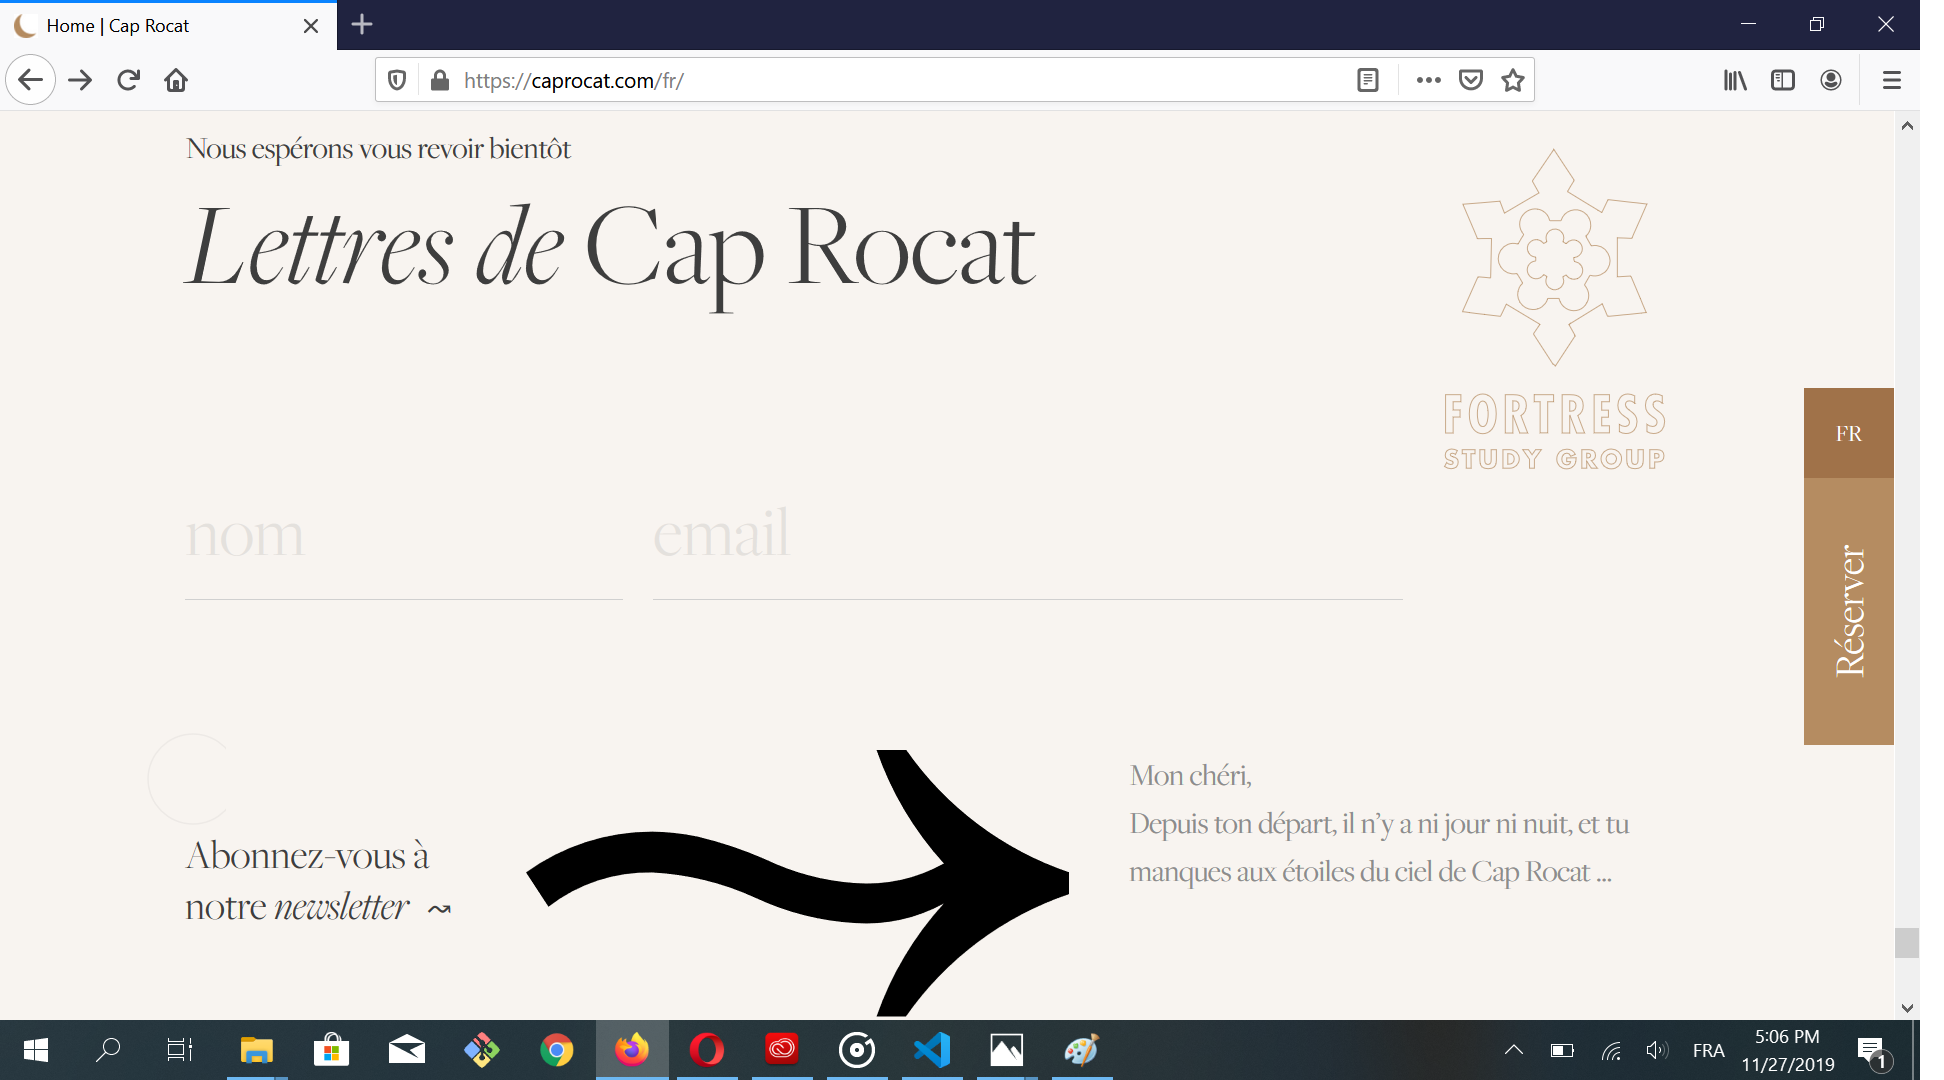 Home | Cap Rocat
https://caprocat.com/fr/
Nous espérons vous revoir bientôt
Lettres de Cap Rocat
FORTRESS
STUDY GROUP
FR
nom
email
Réserver
Mon chéri,
Depuis ton départ, il n’y a ni jour ni nuit, et tu
manques aux étoiles du ciel de Cap Rocat ...
Abonnez-vous à
notre newsletter
FRA
5:06 PM
11/27/2019
1